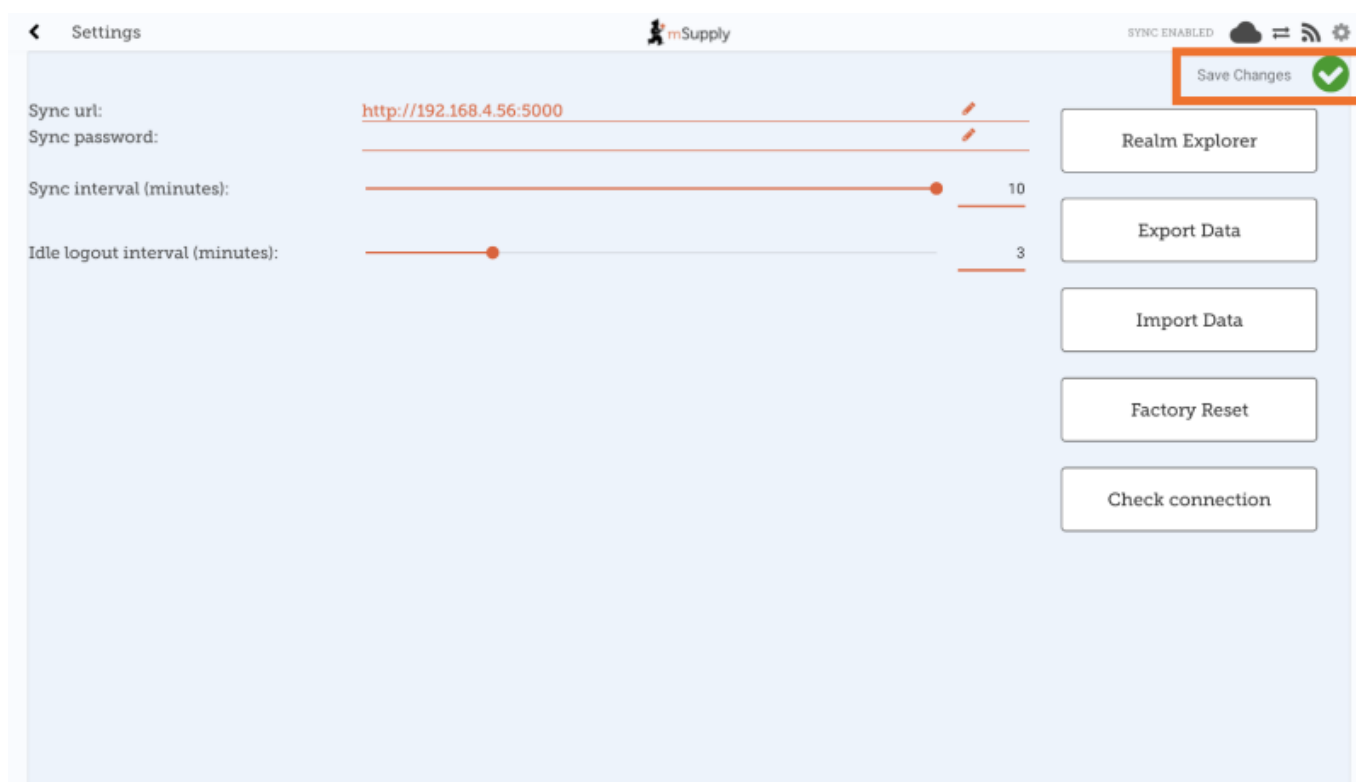 Settings
mSupply
SYNC ENABLED
Save Changes
Sync url:
http://192.168.4.56:5000
Sync password:
Sync interval (minutes):
10
Idle logout interval (minutes):
3
Realm Explorer
Export Data
Import Data
Factory Reset
Check connection